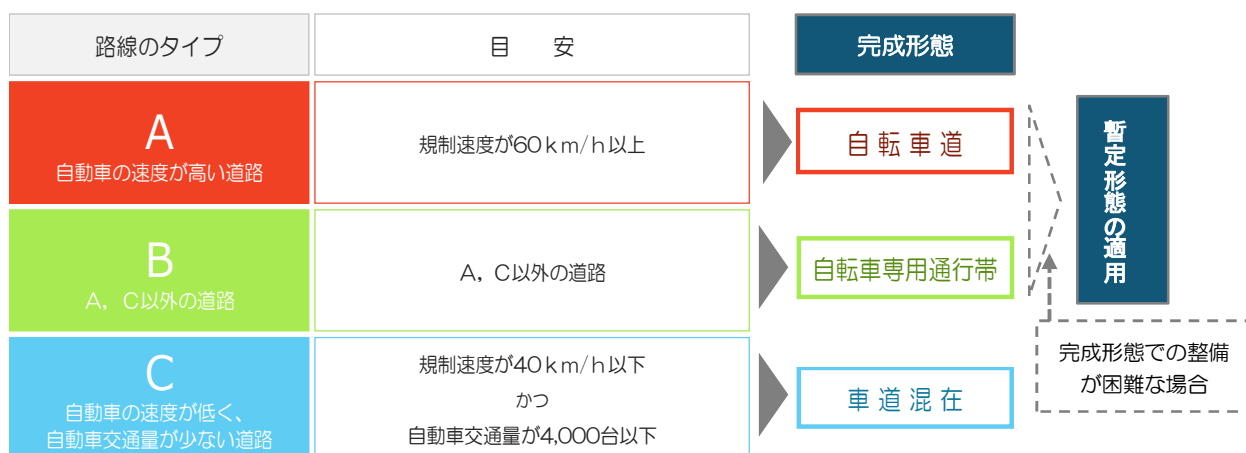 路線のタイプ
目 安
完成形態
A
自動車の速度が高い道路
規制速度が60km/h以上
自転車道
暫定形態の適用
B
A，C以外の道路
A，C以外の道路
自転車専用通行帯
C
自動車の速度が低く、
自動車交通量が少ない道路
規制速度が40km/h以下
かつ
自動車交通量が4,000台以下
車道混在
完成形態での整備
が困難な場合